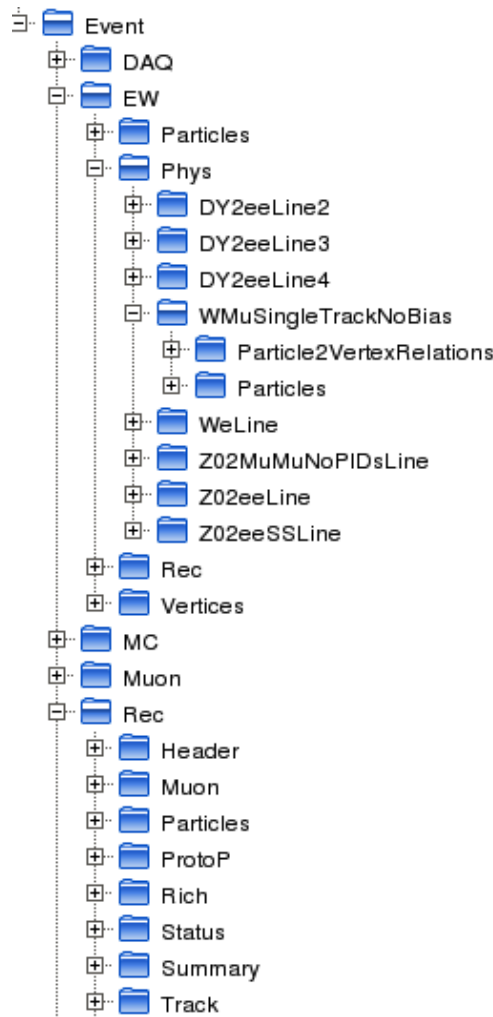 Event
DAQ
EW
Particles
Phys
DY2eeLine2
DY2eeLine3
DY2eeLine4
WMuSingleTrackNoBias
Particle2VertexRelations
Particles
WeLine
Z02MuMuNoPIDsLine
Z02eeLine
Z02eeSSLine
Rec
Vertices
MC
Muon
Rec
Header
Muon
Particles
ProtoP
Rich
Status
Summary
Track